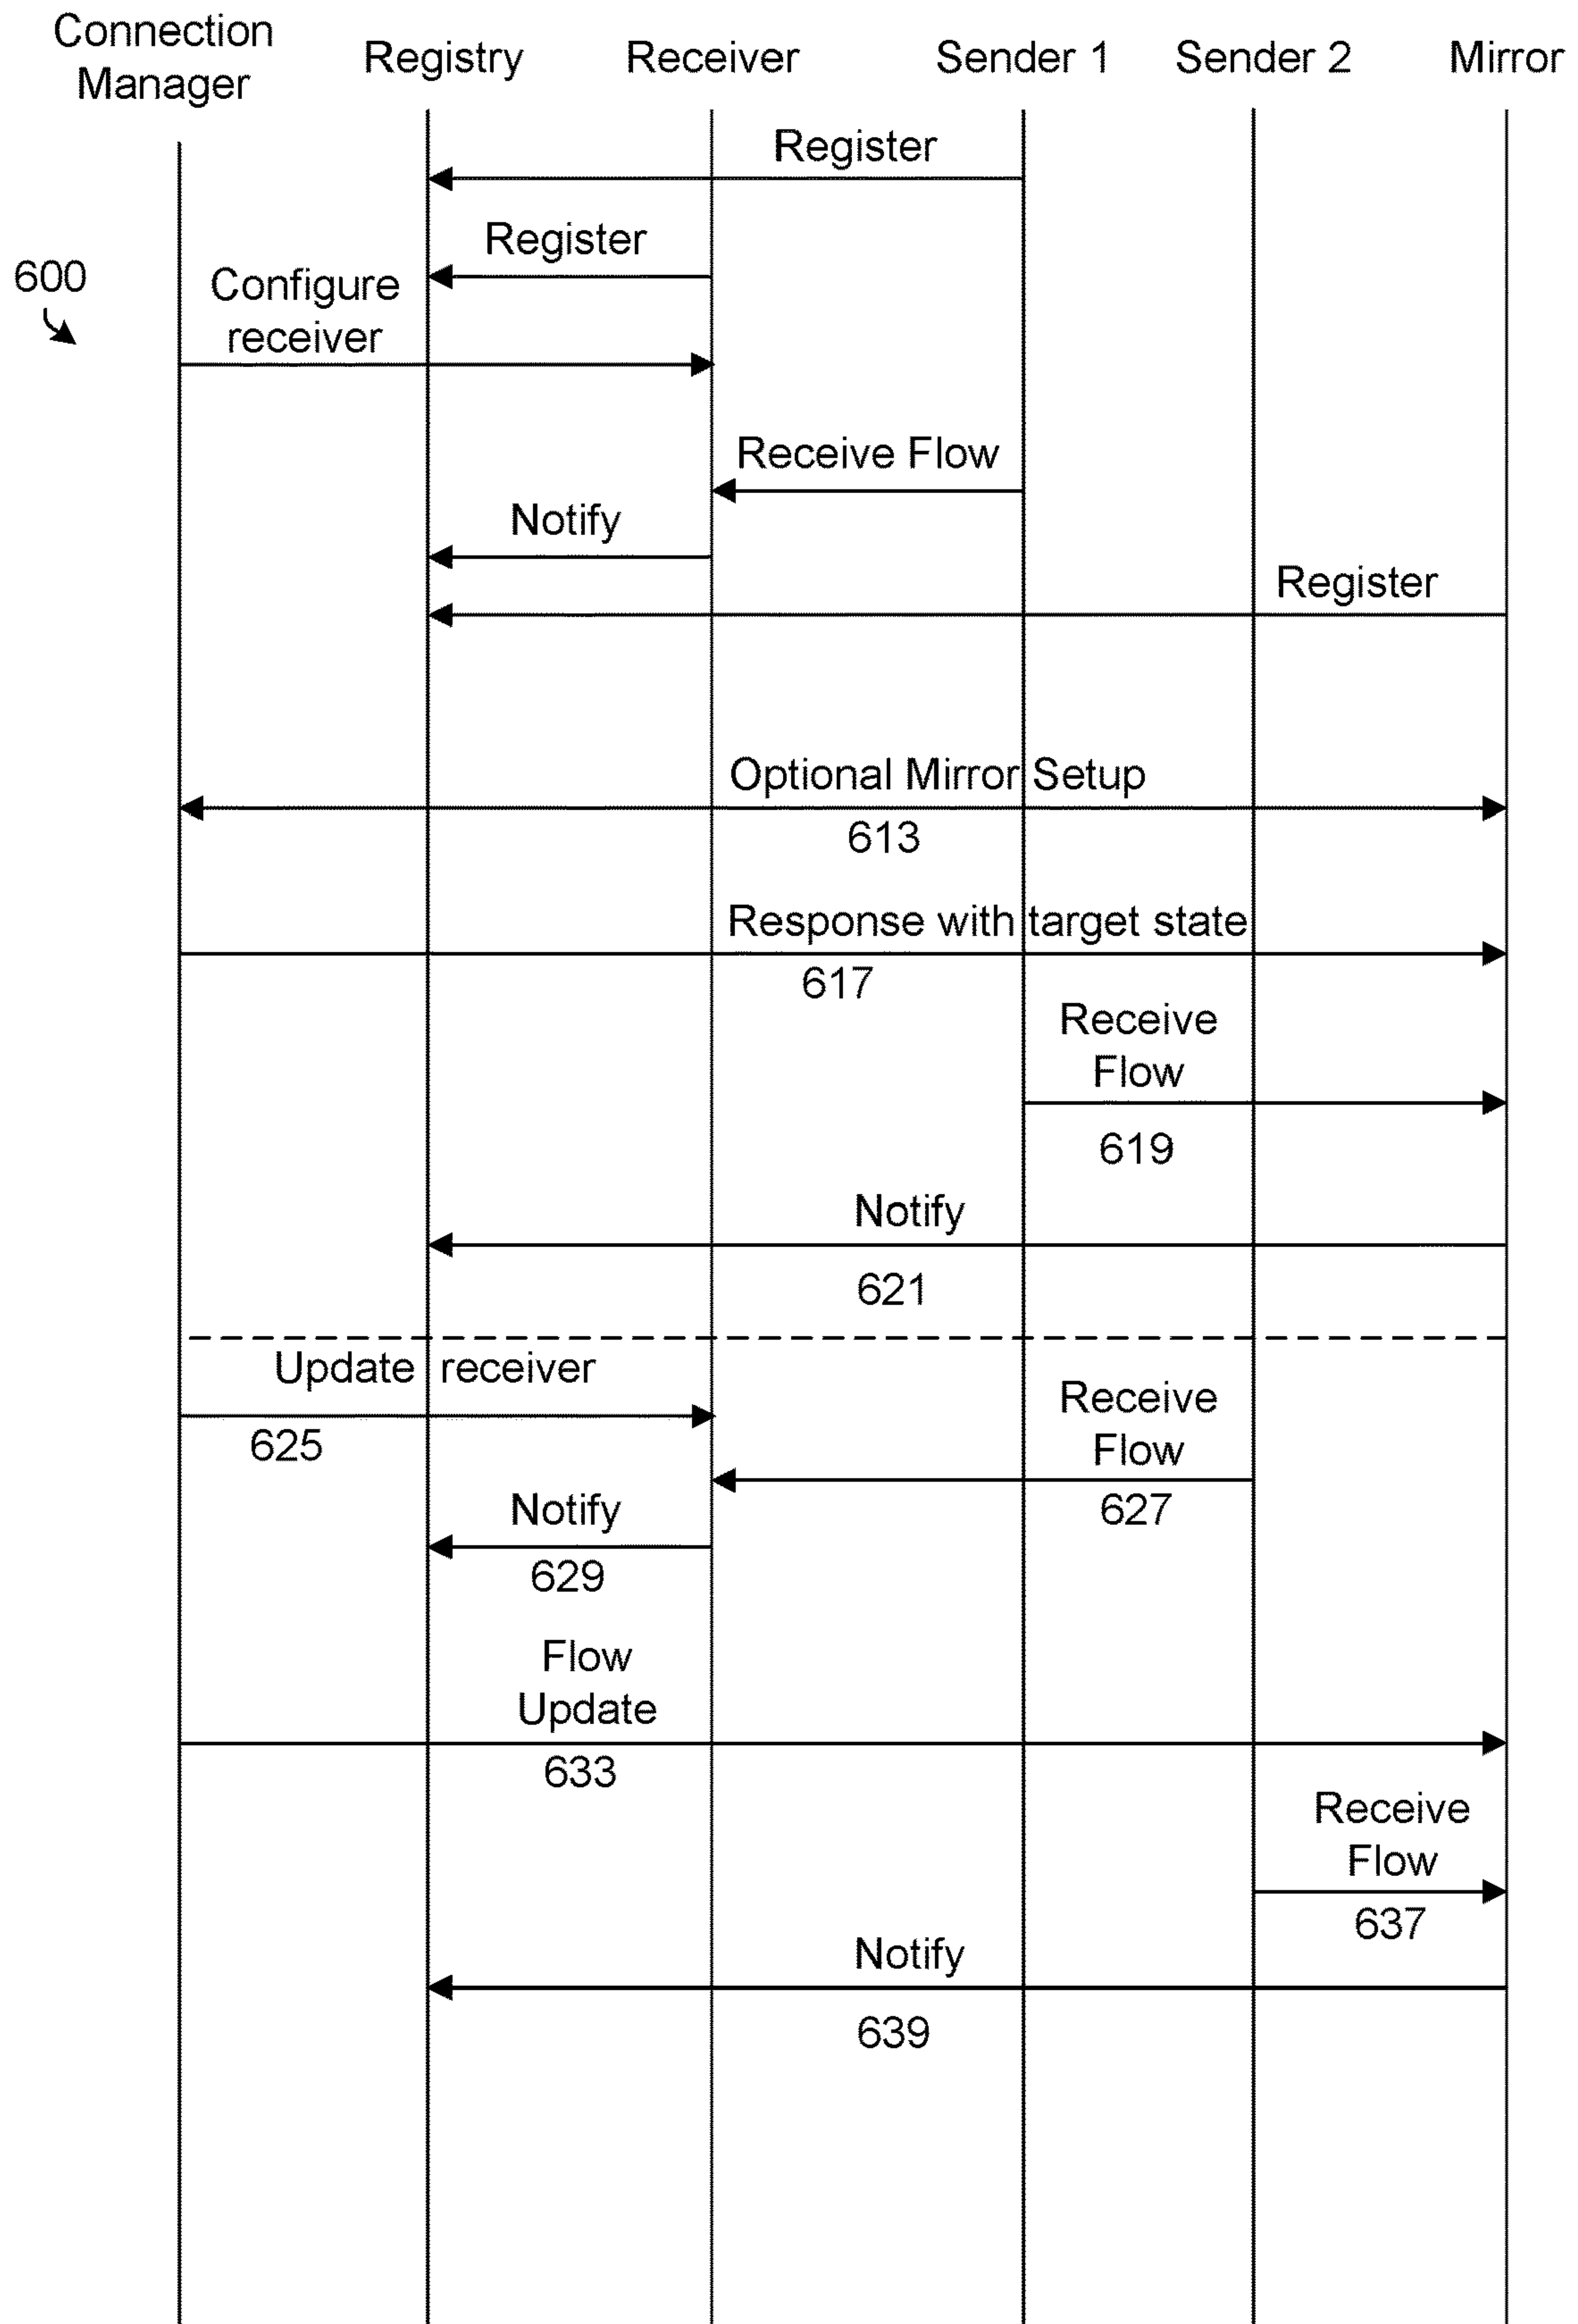 Connection
Manager
Registry
Receiver
Sender 1
Sender 2
Mirror
Register
Register
600
Configure
receiver
Receive Flow
Notify
Register
Optional Mirror Setup
613
Response with target state
617
Receive
Flow
619
Notify
621
Update receiver
625
Receive
Flow
627
Notify
629
Flow
Update
633
Receive
Flow
637
Notify
639